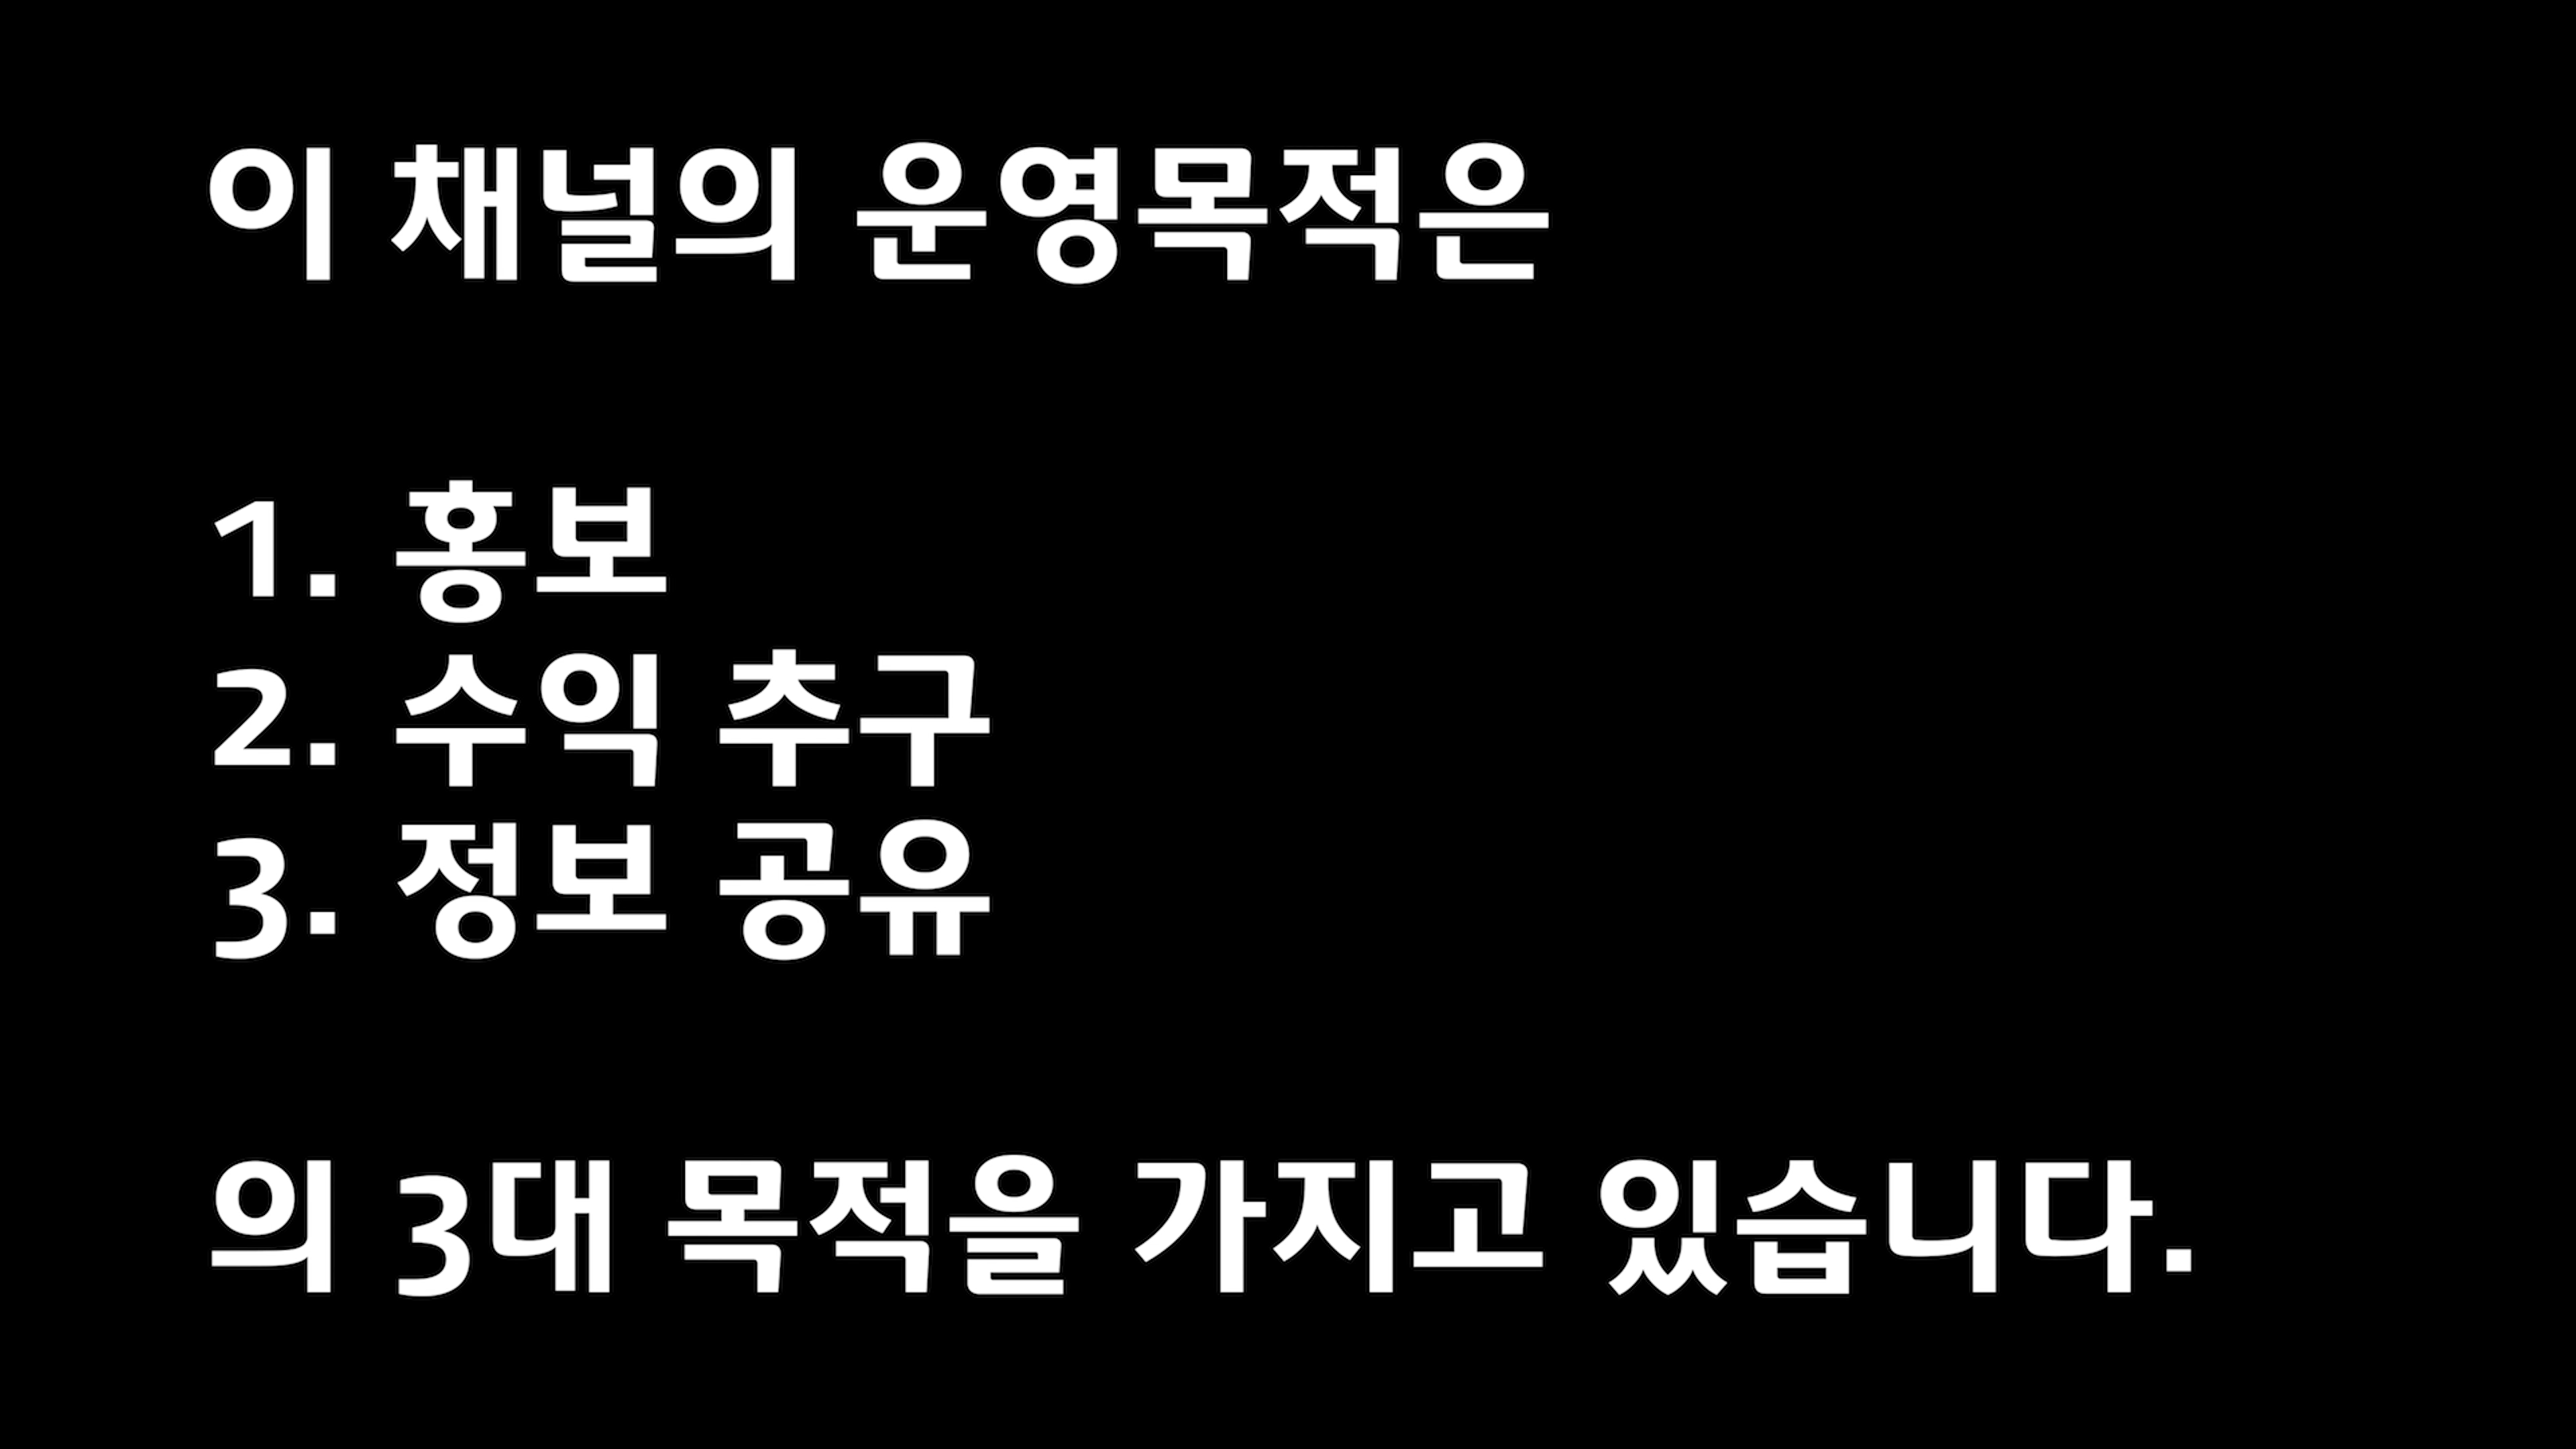 이 채널의 운영목적은
1. 홍보
2. 수익 추구
3. 정보 공유
의 3대 목적을 가지고 있습니다.